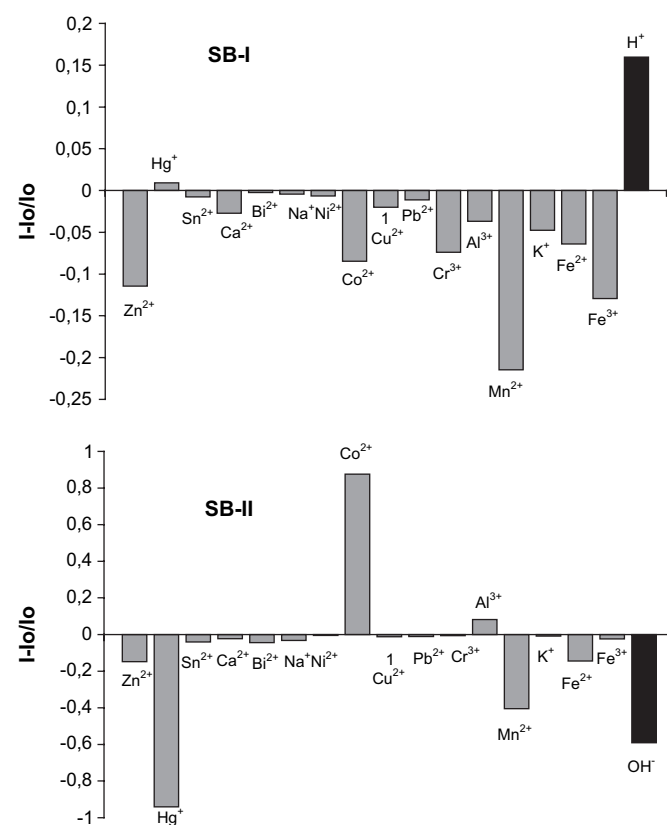 SB-I
I-Io/Io
0,2
0,15
0,1
0,05
0
-0,05
-0,1
-0,15
-0,2
-0,25
Zn²⁺
Hg⁺
Sn²⁺
Ca²⁺
Bi²⁺
Na⁺Ni²⁺
Co²⁺
1
Cu²⁺
Pb²⁺
Cr³⁺
Al³⁺
Mn²⁺
K⁺
Fe²⁺
Fe³⁺
H⁺
SB-II
I-Io/Io
1
0,8
0,6
0,4
0,2
0
-0,2
-0,4
-0,6
-0,8
-1
Zn²⁺
Hg⁺
Sn²⁺
Ca²⁺
Bi²⁺
Na⁺Ni²⁺
Co²⁺
1
Cu²⁺
Pb²⁺
Cr³⁺
Al³⁺
Mn²⁺
K⁺
Fe²⁺
Fe³⁺
OH⁻